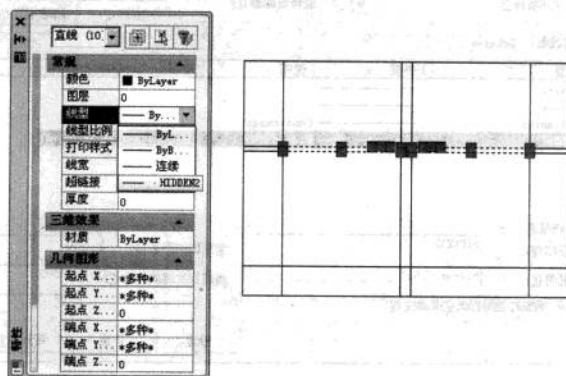 直线 (10
常规
颜色 ByLayer
图层 0
线型 By...
线型比例 ByL...
打印样式 ByB...
线宽 连续
超链接 HIDDEN2
厚度 0
三维效果
材质 ByLayer
几何图形
起点 X... *多种*
起点 Y... *多种*
起点 Z... 0
端点 X... *多种*
端点 Y... *多种*
端点 Z... 0
特性